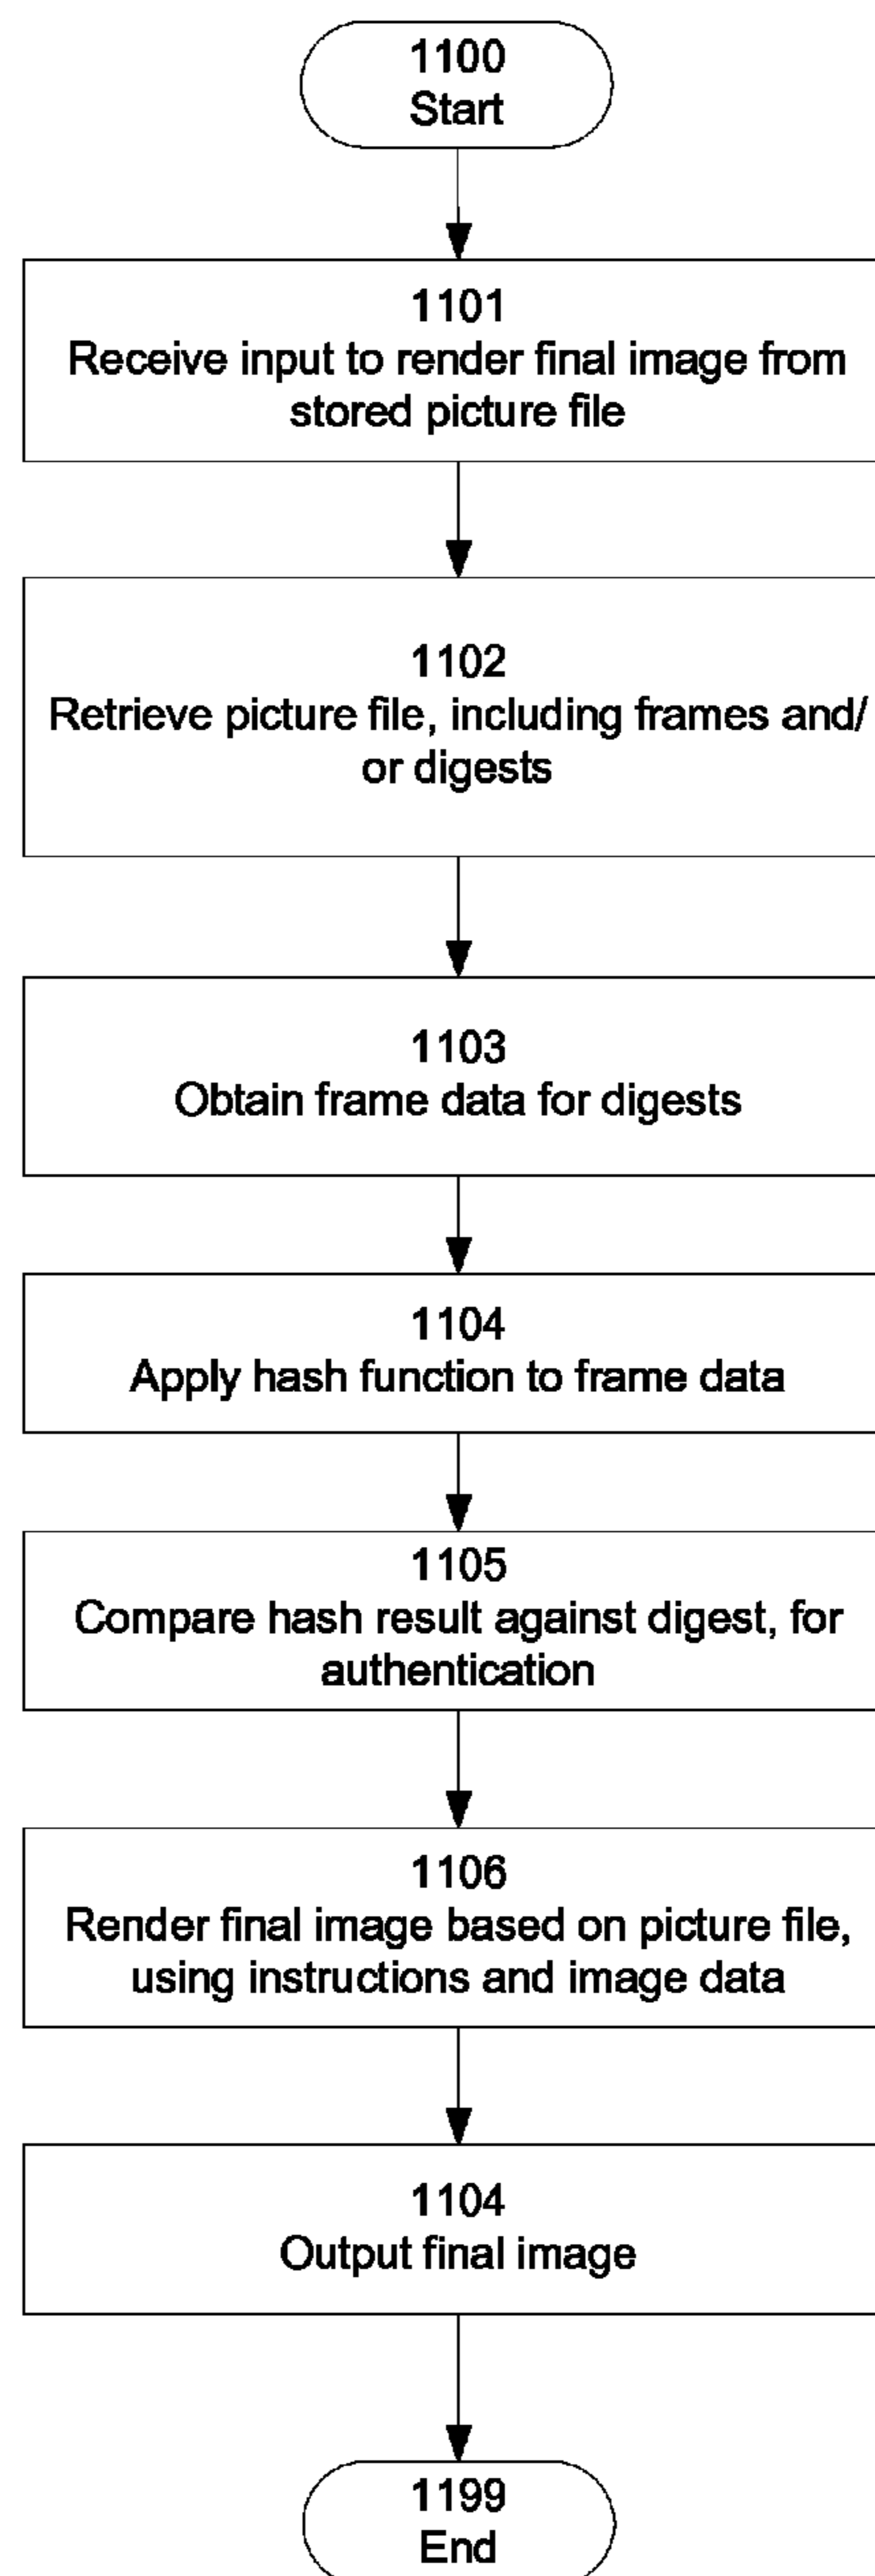 1100
Start
1101
Receive input to render final image from
stored picture file
1102
Retrieve picture file, including frames and/
or digests
1103
Obtain frame data for digests
1104
Apply hash function to frame data
1105
Compare hash result against digest, for
authentication
1106
Render final image based on picture file,
using instructions and image data
1104
Output final image
1199
End